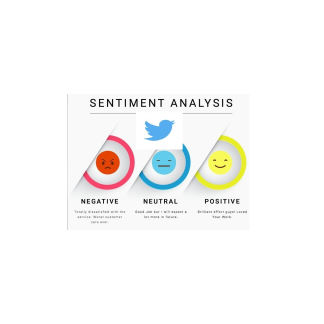 SENTIMENT ANALYSIS
NEGATIVE
NEUTRAL
POSITIVE
Totally dissatisfied with the
service. Worst customer
care ever.
Good Job but I will expect a
lot more in future.
Brilliant effort guys! Loved
Your Work.